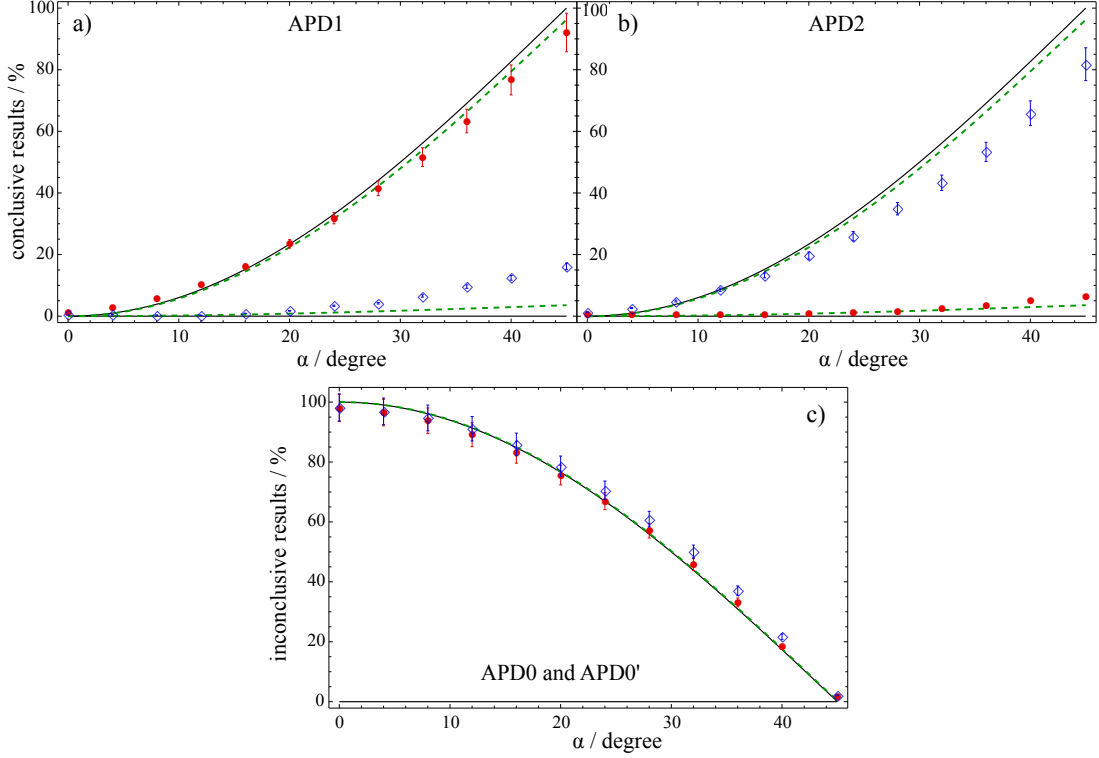 a) APD1
b) APD2
conclusive results / %
100
80
60
40
20
0
100
80
60
40
20
0
0 10 20 30 40
α / degree
0 10 20 30 40
α / degree
c)
inconclusive results / %
100
80
60
40
20
0
APD0 and APD0'
0 10 20 30 40
α / degree